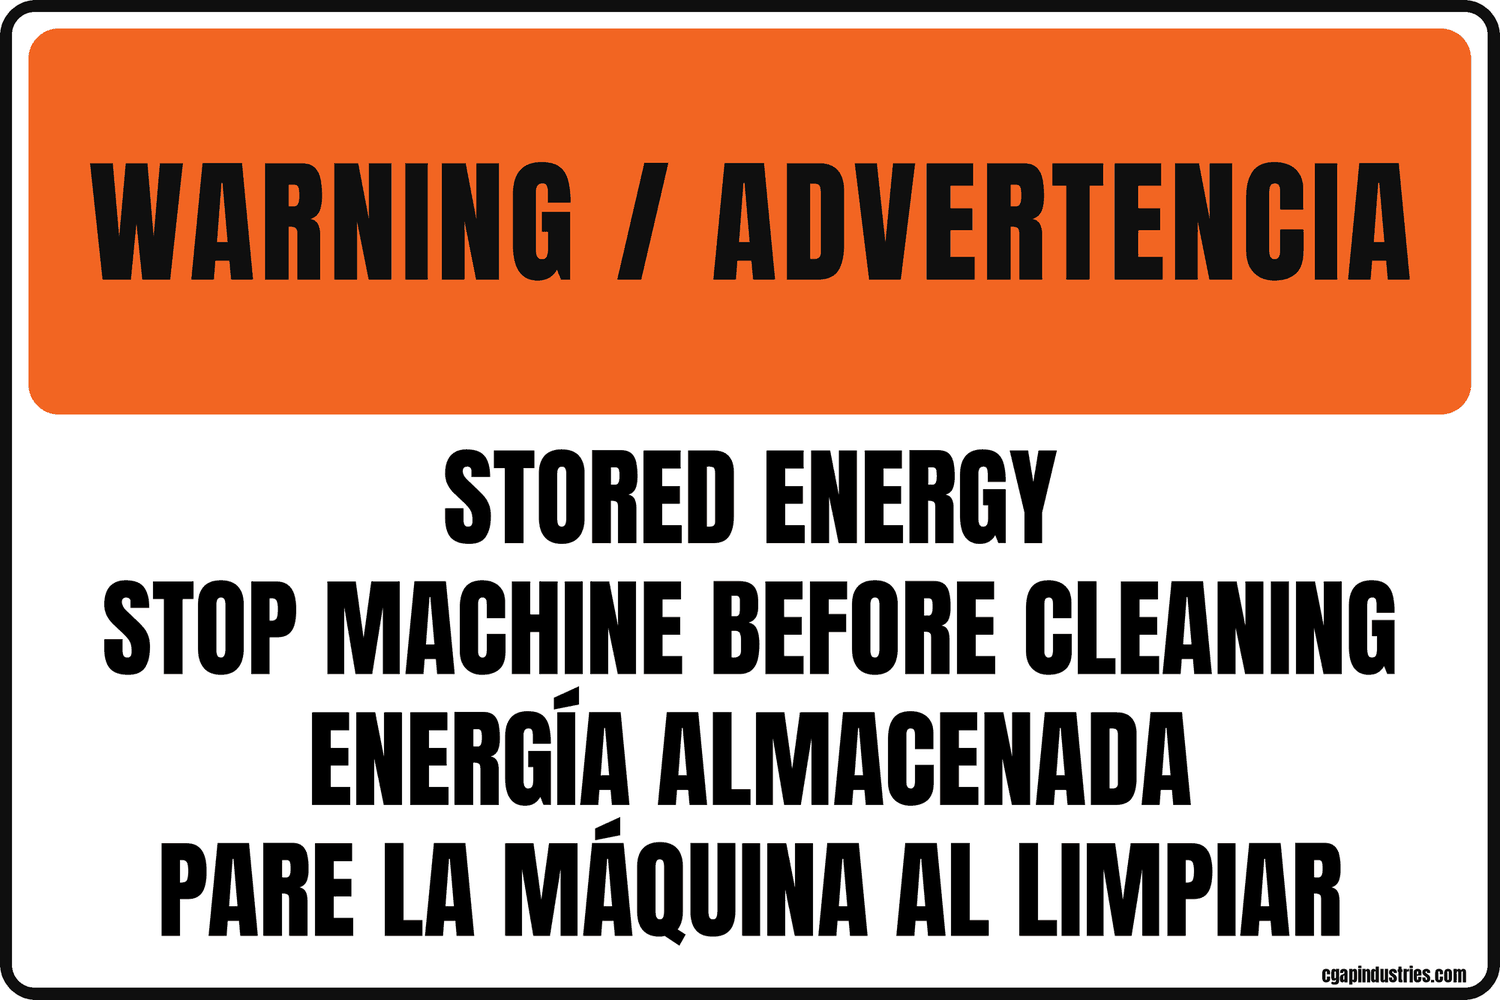 WARNING / ADVERTENCIA
STORED ENERGY
STOP MACHINE BEFORE CLEANING
ENERGÍA ALMACENADA
PARE LA MÁQUINA AL LIMPIAR
cgapindustries.com